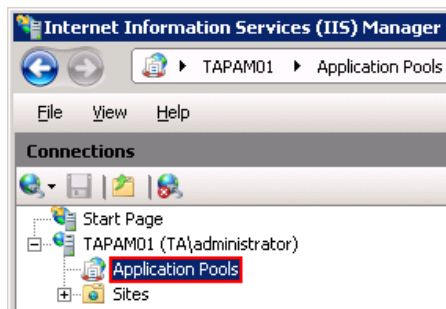 Internet Information Services (IIS) Manager
TAPAM01 Application Pools
File View Help
Connections
Start Page
TAPAM01 (TA\administrator)
Application Pools
Sites